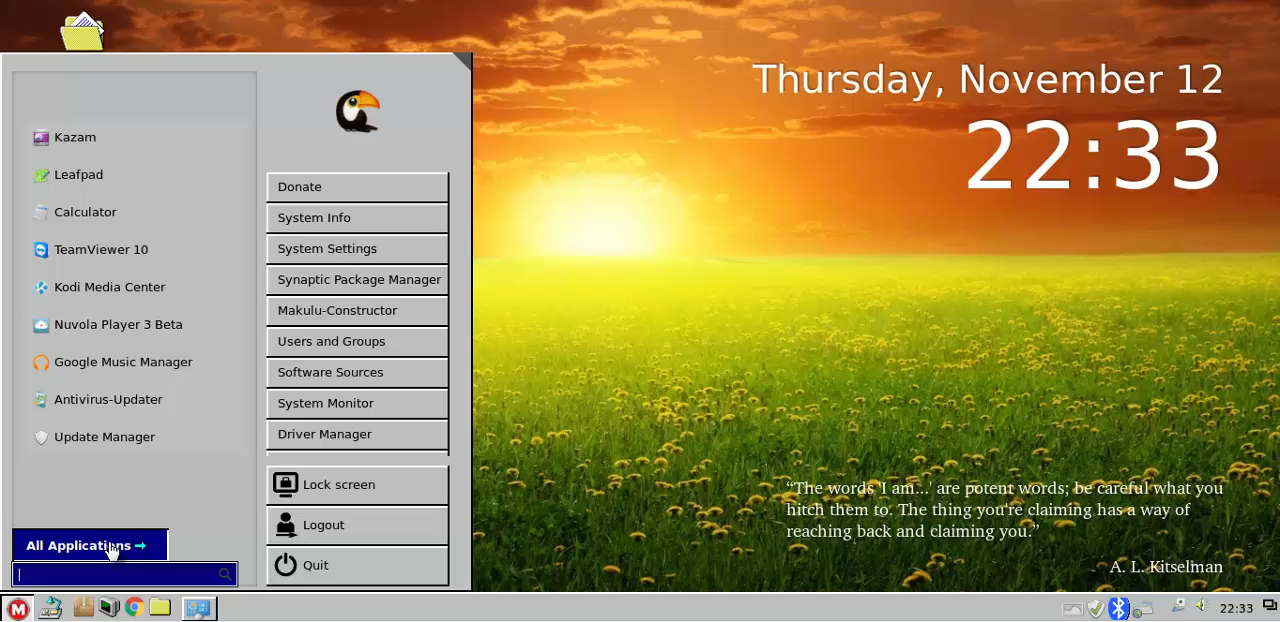 Kazam
Leafpad
Calculator
TeamViewer 10
Kodi Media Center
Nuvola Player 3 Beta
Google Music Manager
Antivirus-Updater
Update Manager
All Applications
Donate
System Info
System Settings
Synaptic Package Manager
Makulu-Constructor
Users and Groups
Software Sources
System Monitor
Driver Manager
Lock screen
Logout
Quit
Thursday, November 12
22:33
“The words 'I am...' are potent words; be careful what you
hitch them to. The thing you're claiming has a way of
reaching back and claiming you.”
A. L. Kitselman
M
22:33